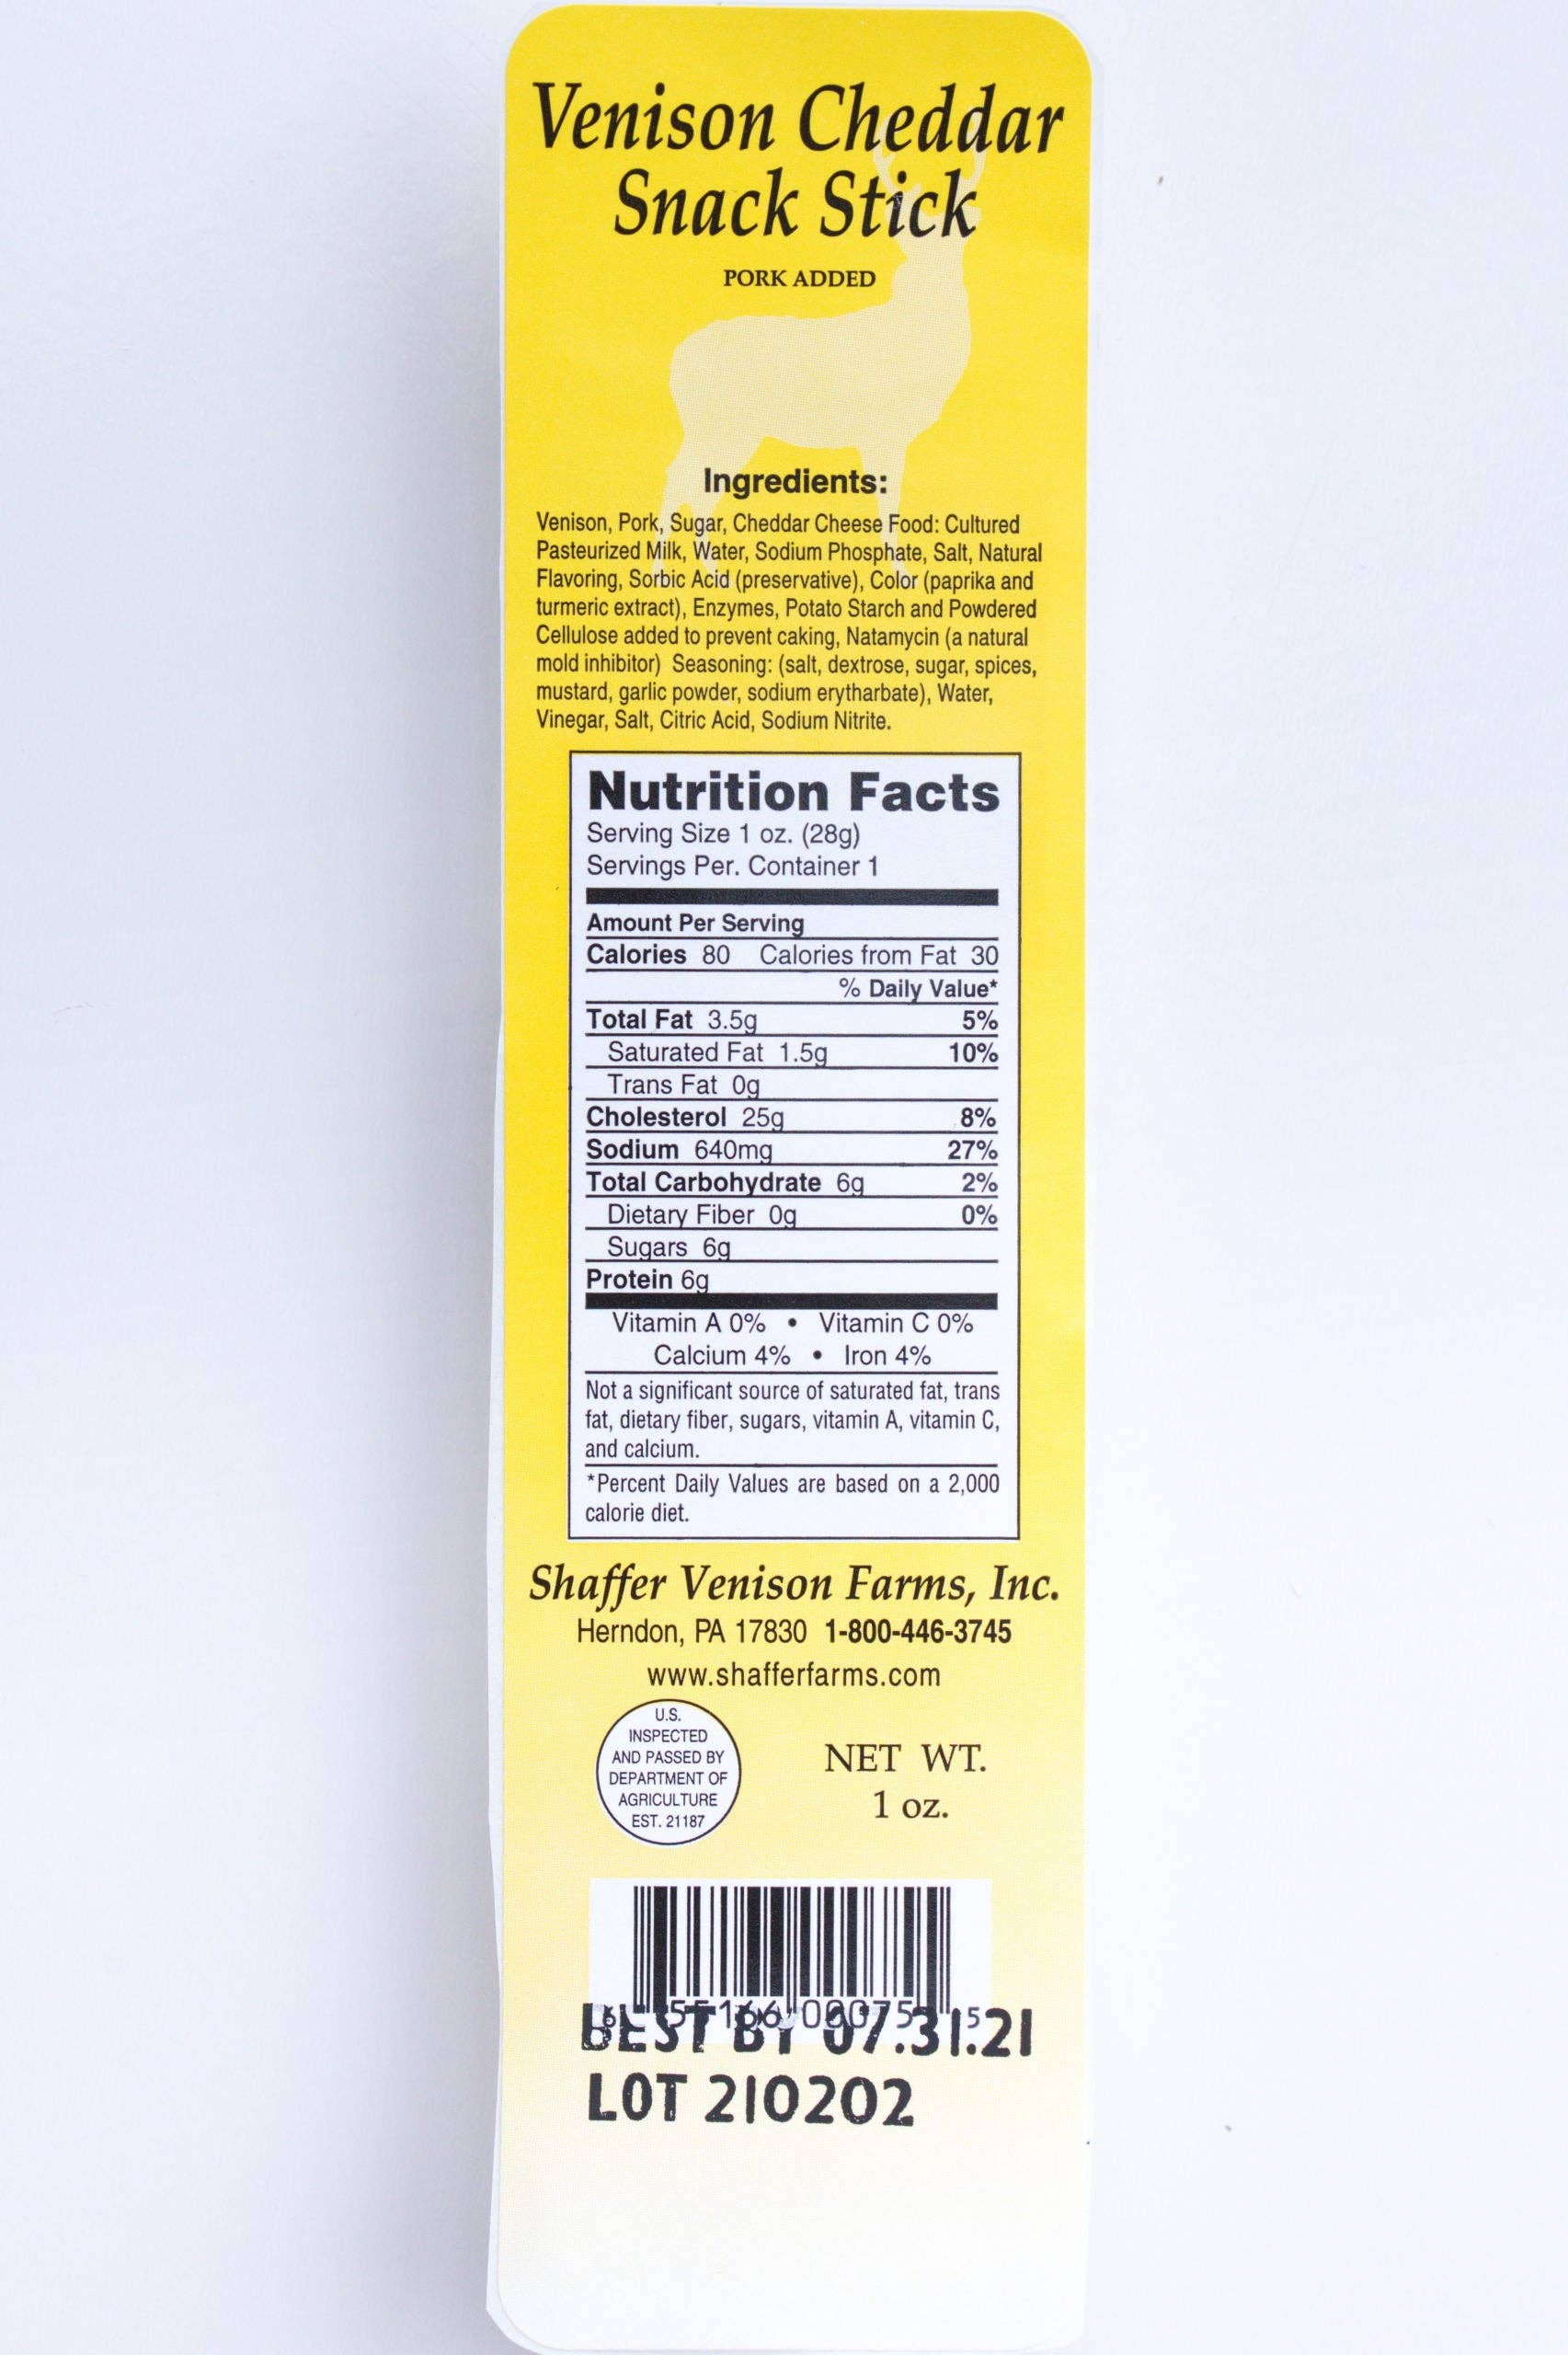 Venison Cheddar
Snack Stick
PORK ADDED
Ingredients:
Venison, Pork, Sugar, Cheddar Cheese Food: Cultured
Pasteurized Milk, Water, Sodium Phosphate, Salt, Natural
Flavoring, Sorbic Acid (preservative), Color (paprika and
turmeric extract), Enzymes, Potato Starch and Powdered
Cellulose added to prevent caking, Natamycin (a natural
mold inhibitor) Seasoning: (salt, dextrose, sugar, spices,
mustard, garlic powder, sodium erytharbate), Water,
Vinegar, Salt, Citric Acid, Sodium Nitrite.
Nutrition Facts
Serving Size 1 oz. (28g)
Servings Per. Container 1
Amount Per Serving
Calories 80 Calories from Fat 30
% Daily Value*
Total Fat 3.5g 5%
Saturated Fat 1.5g 10%
Trans Fat 0g
Cholesterol 25g 8%
Sodium 640mg 27%
Total Carbohydrate 6g 2%
Dietary Fiber 0g 0%
Sugars 6g
Protein 6g
Vitamin A 0% • Vitamin C 0%
Calcium 4% • Iron 4%
Not a significant source of saturated fat, trans
fat, dietary fiber, sugars, vitamin A, vitamin C,
and calcium.
*Percent Daily Values are based on a 2,000
calorie diet.
Shaffer Venison Farms, Inc.
Herndon, PA 17830 1-800-446-3745
www.shafferfarms.com
U.S.
INSPECTED
AND PASSED BY
DEPARTMENT OF
AGRICULTURE
EST. 21187
NET WT.
1 oz.
BEST BY 07.31.21
LOT 210202